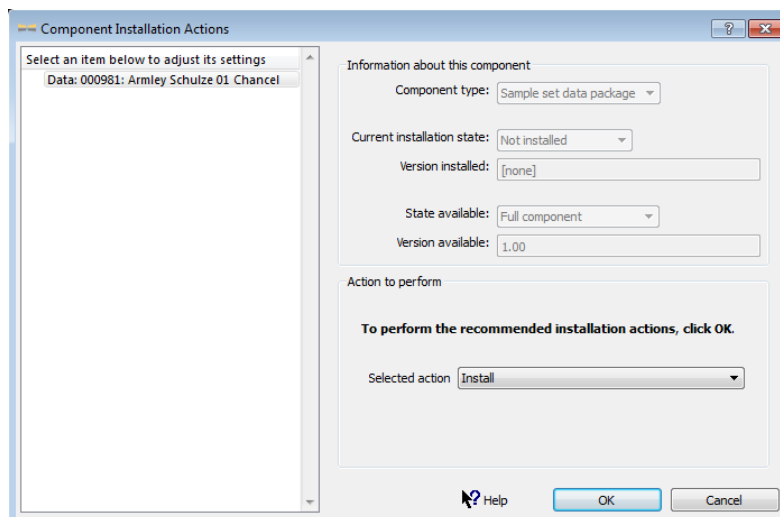 Component Installation Actions
Select an item below to adjust its settings
Data: 000981: Armley Schulze 01 Chancel
Information about this component
Component type: Sample set data package
Current installation state: Not installed
Version installed: [none]
State available: Full component
Version available: 1.00
Action to perform
To perform the recommended installation actions, click OK.
Selected action Install
Help OK Cancel